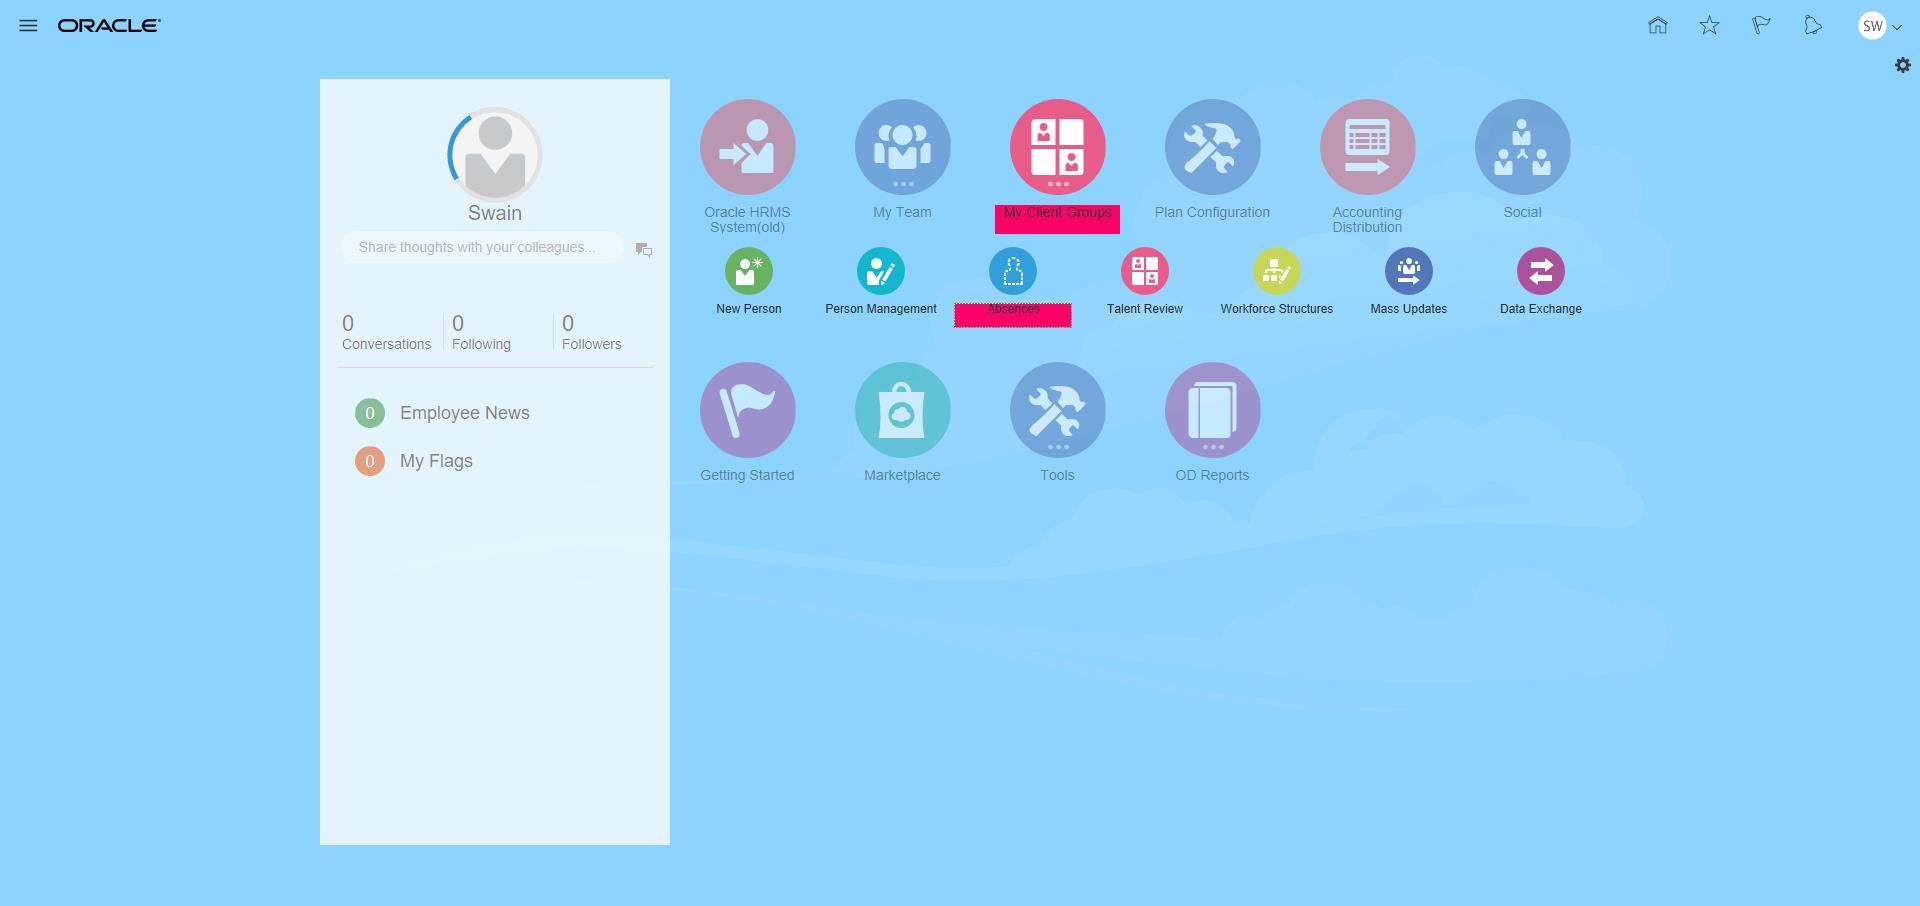 ORACLE
SW
Swain
Share thoughts with your colleagues...
0
Conversations
0
Following
0
Followers
0 Employee News
0 My Flags
Oracle HRMS
System(old)
My Team
My Client Groups
Plan Configuration
Accounting
Distribution
Social
New Person
Person Management
Absences
Talent Review
Workforce Structures
Mass Updates
Data Exchange
Getting Started
Marketplace
Tools
OD Reports